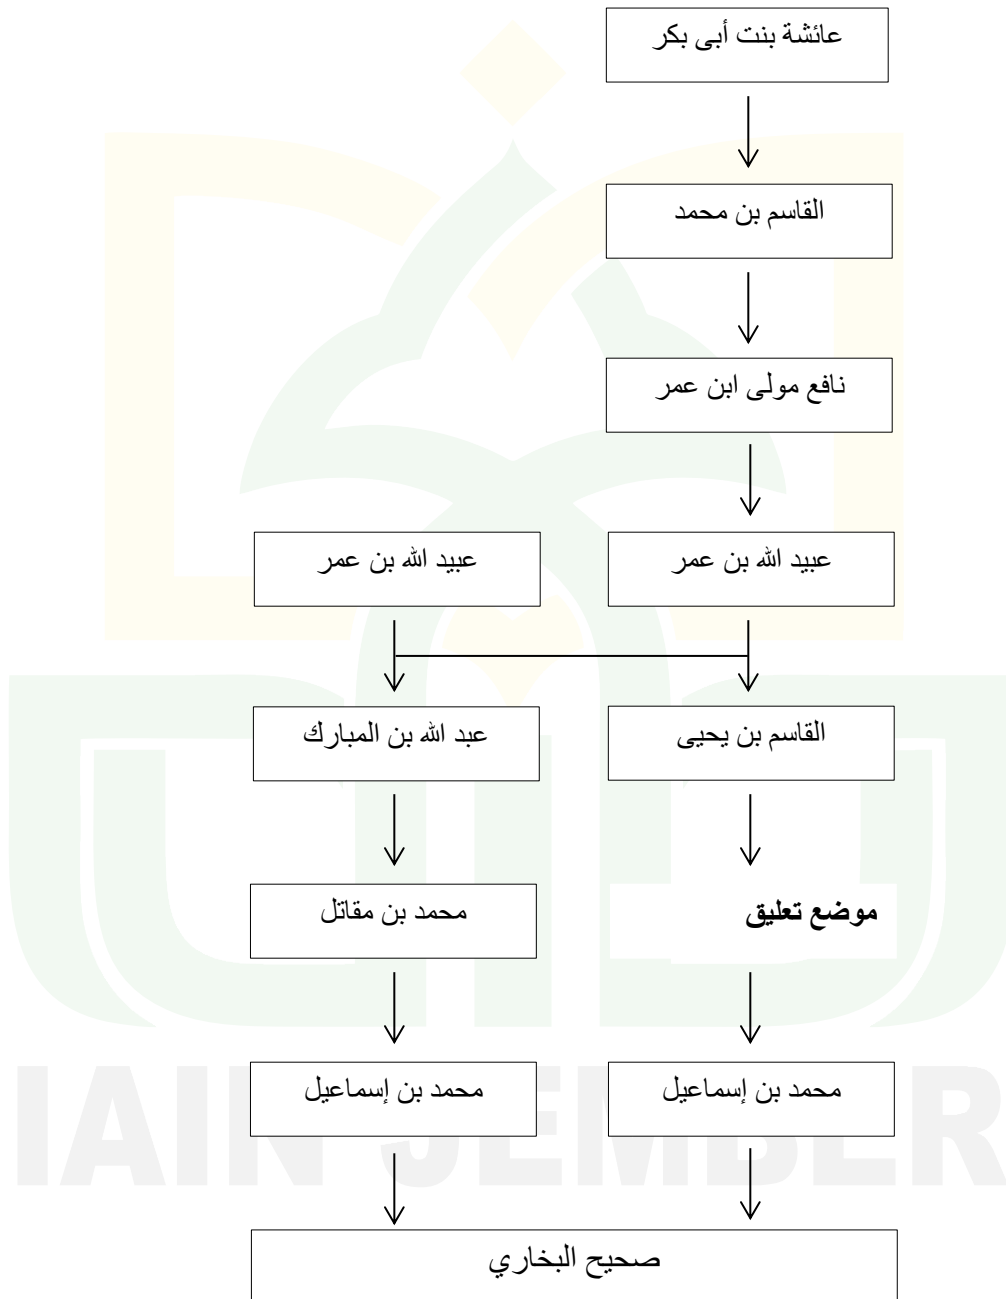 عائشة بنت أبى بكر
القاسم بن محمد
نافع مولى ابن عمر
عبيد الله بن عمر
عبيد الله بن عمر
القاسم بن يحيى
عبد الله بن المبارك
موضع تعليق
محمد بن مقاتل
محمد بن إسماعيل
محمد بن إسماعيل
صحيح البخاري
IAIN JEMBER